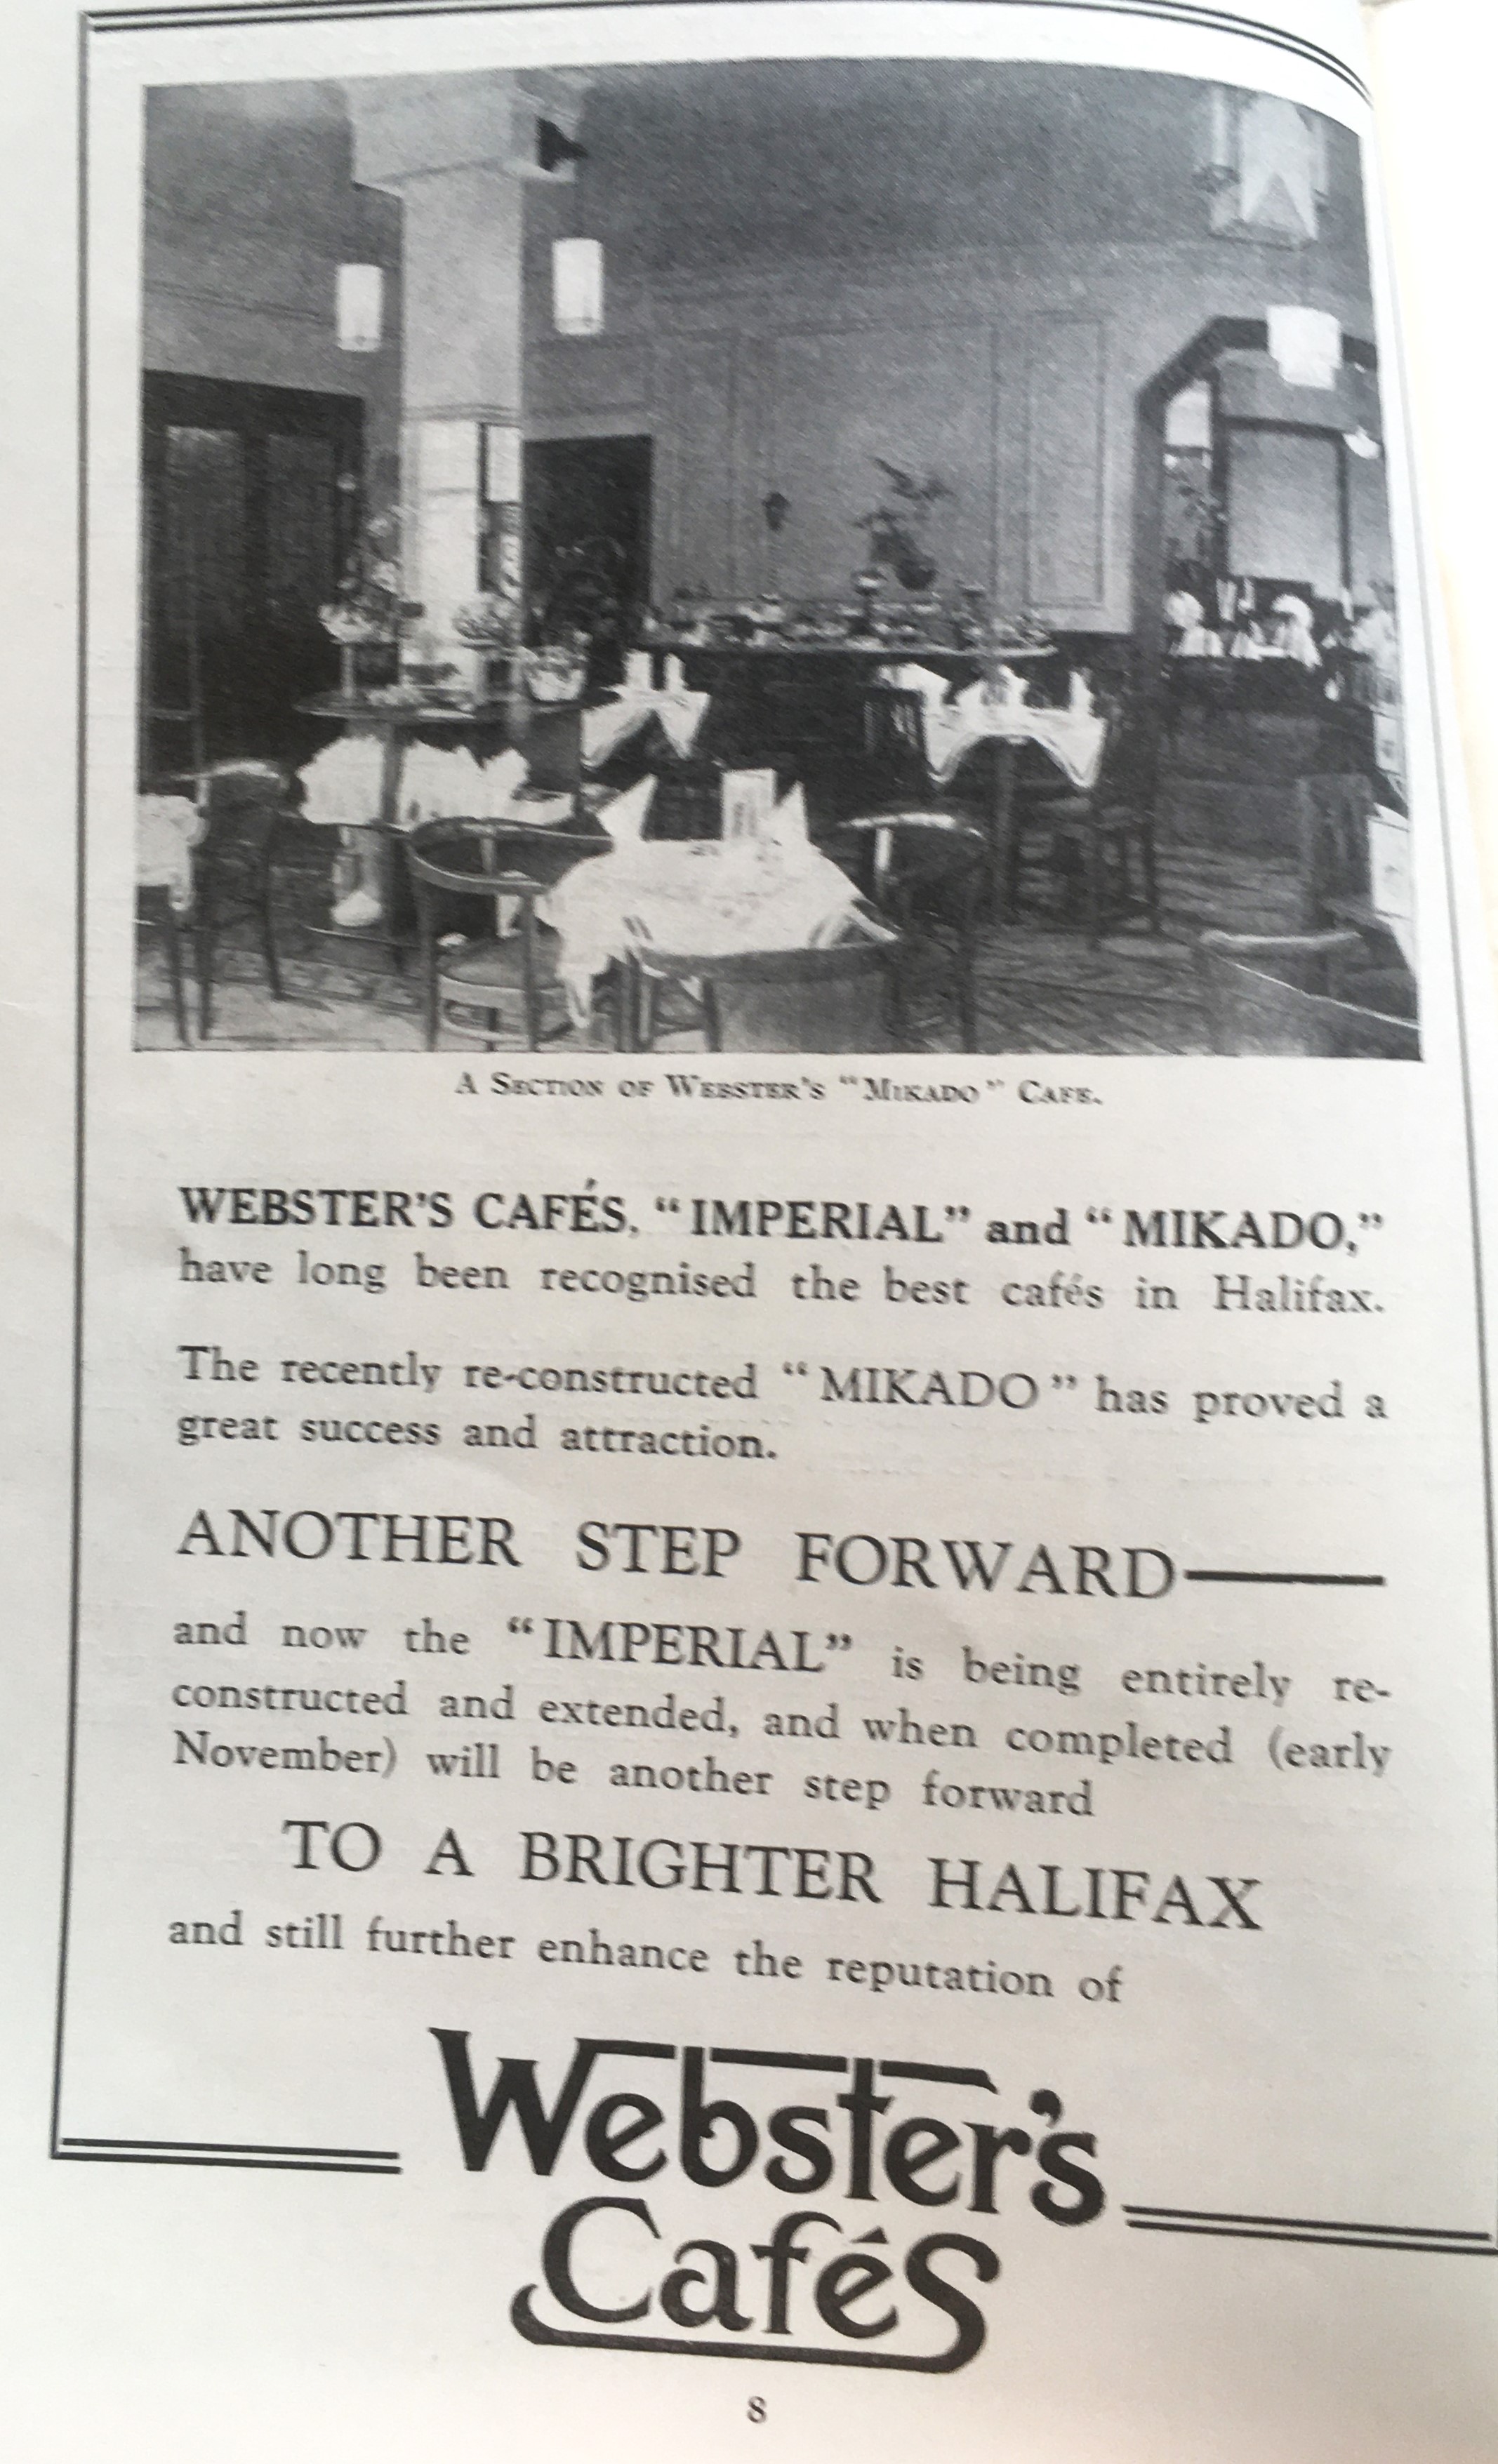 A Section of Webster's "Mikado" Cafe.
WEBSTER'S CAFÉS, "IMPERIAL" and "MIKADO,"
have long been recognised the best cafés in Halifax.
The recently re-constructed "MIKADO" has proved a
great success and attraction.
ANOTHER STEP FORWARD—
and now the "IMPERIAL" is being entirely re-
constructed and extended, and when completed (early
November) will be another step forward
TO A BRIGHTER HALIFAX
and still further enhance the reputation of
Webster's
Cafés
8